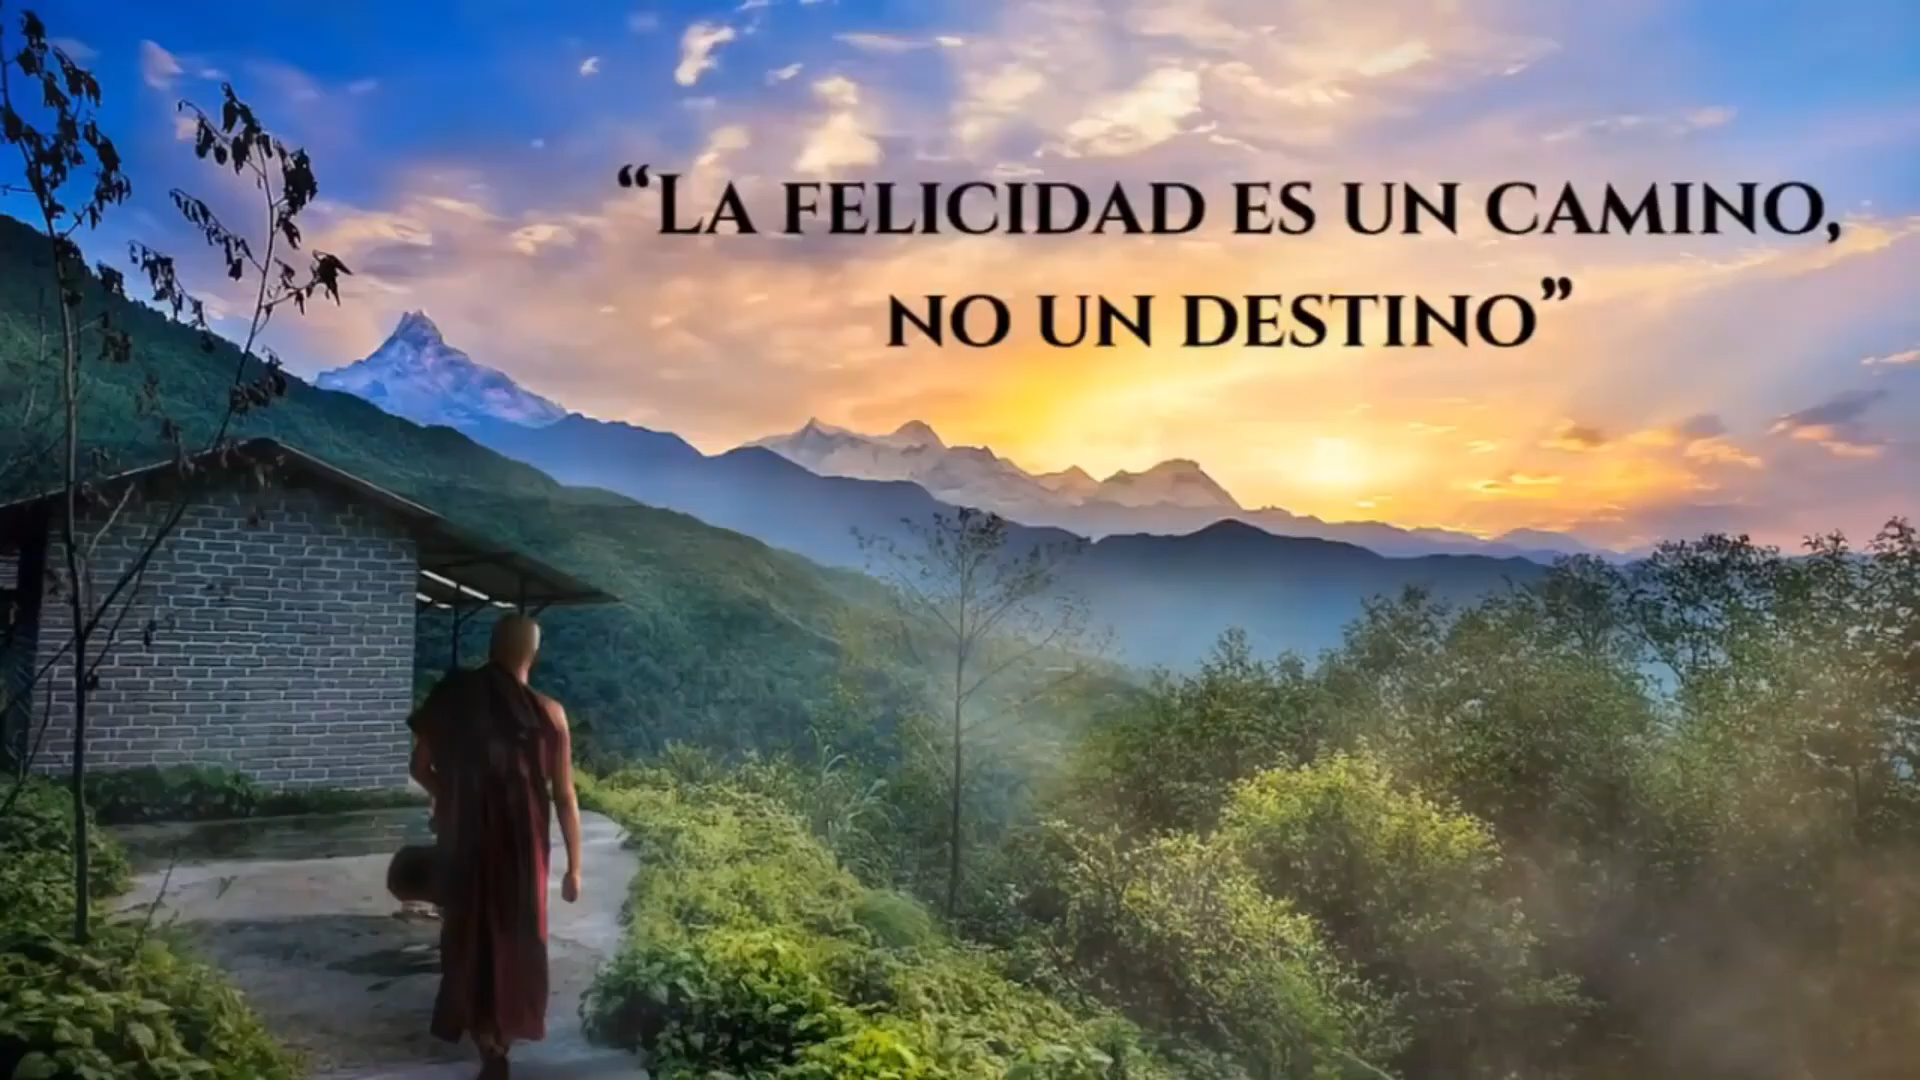 “La felicidad es un camino,
no un destino”